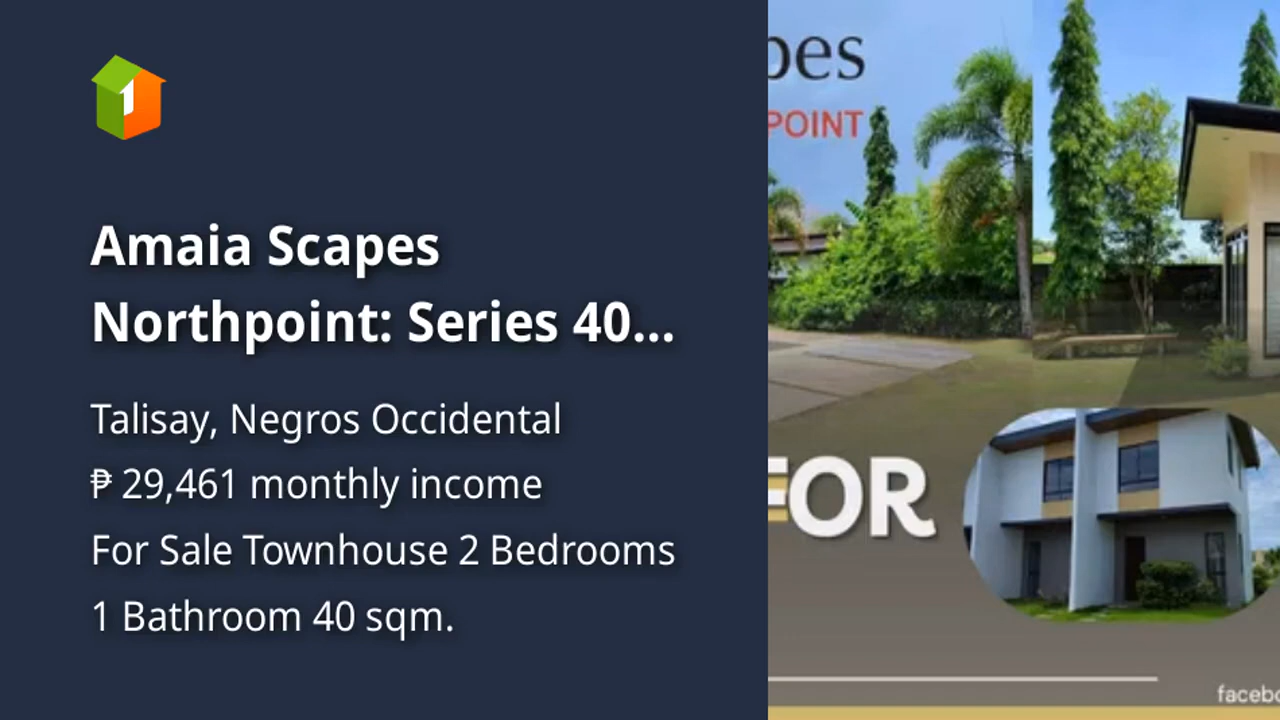 Amaia Scapes
Northpoint: Series 40...
Talisay, Negros Occidental
₱ 29,461 monthly income
For Sale Townhouse 2 Bedrooms
1 Bathroom 40 sqm.
pes
POINT
FOR
facebo